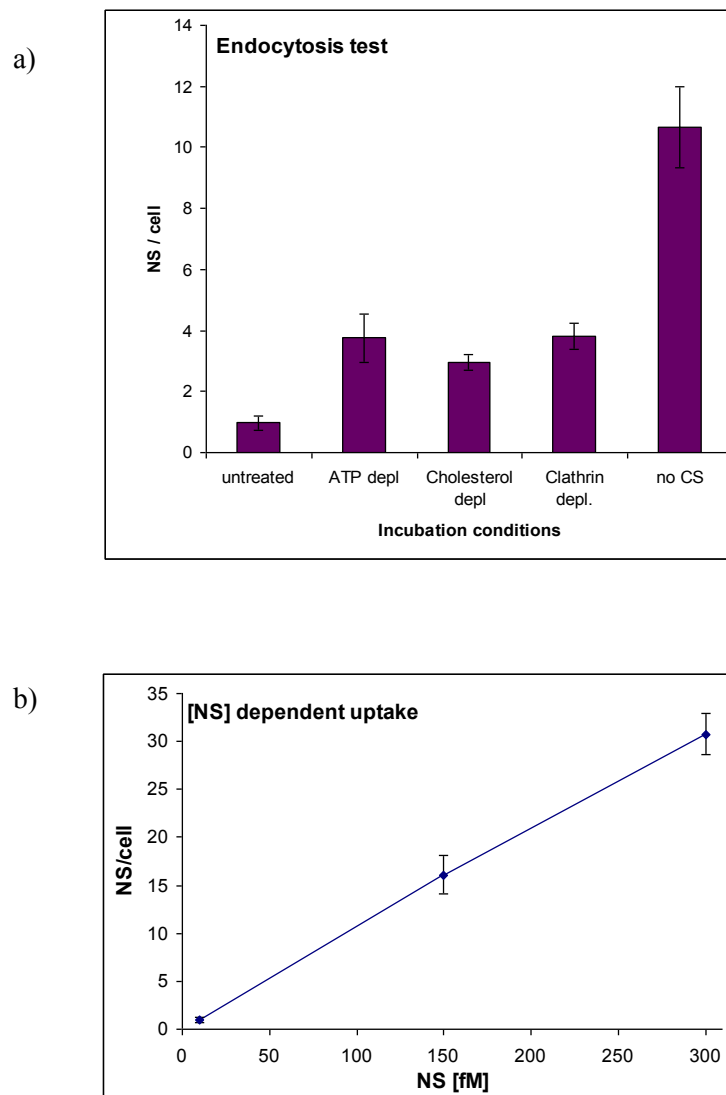 a)
Endocytosis test
14
12
10
8
6
4
2
0
NS / cell
untreated
ATP depl
Cholesterol
depl
Clathrin
depl.
no CS
Incubation conditions
b)
[NS] dependent uptake
35
30
25
20
15
10
5
0
NS/cell
0 50 100 150 200 250 300
NS [fM]